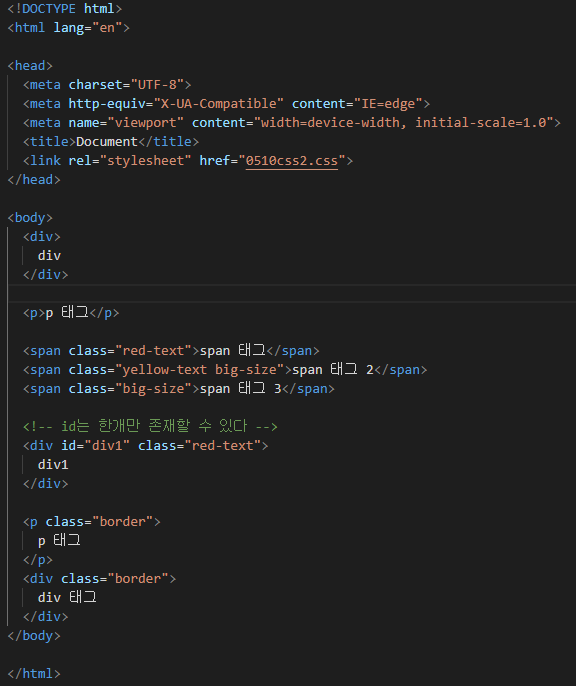 <!DOCTYPE html>
<html lang="en">
<head>
<meta charset="UTF-8">
<meta http-equiv="X-UA-Compatible" content="IE=edge">
<meta name="viewport" content="width=device-width, initial-scale=1.0">
<title>Document</title>
<link rel="stylesheet" href="0510css2.css">
</head>
<body>
<div>
div
</div>
<p>p 태그</p>
<span class="red-text">span 태그</span>
<span class="yellow-text big-size">span 태그 2</span>
<span class="big-size">span 태그 3</span>
<!-- id는 한개만 존재할 수 있다 -->
<div id="div1" class="red-text">
div1
</div>
<p class="border">
p 태그
</p>
<div class="border">
div 태그
</div>
</body>
</html>